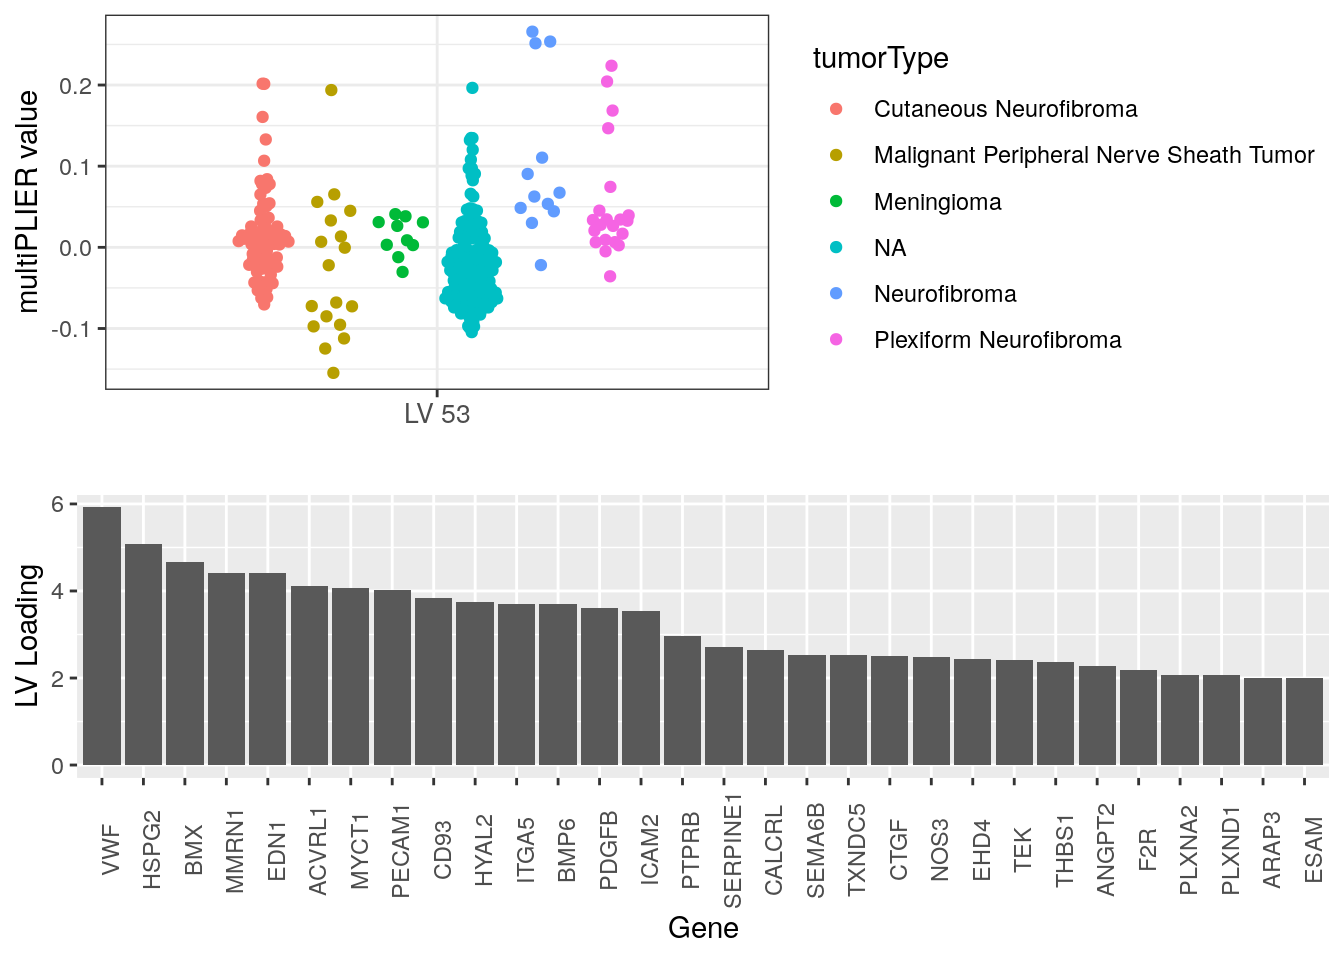 multiPLIER value
0.2
0.1
0.0
-0.1
LV 53
tumorType
Cutaneous Neurofibroma
Malignant Peripheral Nerve Sheath Tumor
Meningioma
NA
Neurofibroma
Plexiform Neurofibroma
LV Loading
6
4
2
0
VWF
HSPG2
BMX
MMRN1
EDN1
ACVRL1
MYCT1
PECAM1
CD93
HYAL2
ITGA5
BMP6
PDGFB
ICAM2
PTPRB
SERPINE1
CALCRL
SEMA6B
TXNDC5
CTGF
NOS3
EHD4
TEK
THBS1
ANGPT2
F2R
PLXNA2
PLXND1
ARAP3
ESAM
Gene